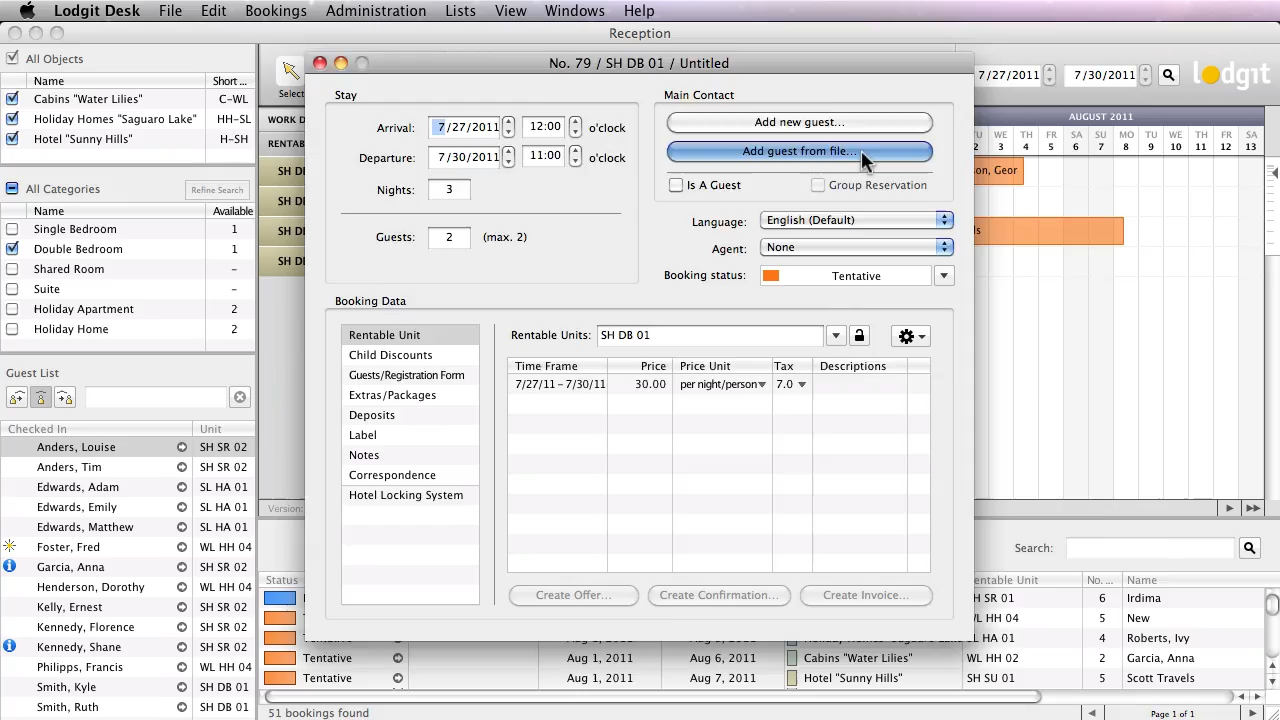 Lodgit Desk File Edit Bookings Administration Lists View Windows Help
Reception
All Objects
Name Short ...
Cabins "Water Lilies" C-WL
Holiday Homes "Saguaro Lake" HH-SL
Hotel "Sunny Hills" H-SH
All Categories Refine Search
Name Available
Single Bedroom 1
Double Bedroom 1
Shared Room –
Suite –
Holiday Apartment 2
Holiday Home 2
Guest List
Checked In Unit
Anders, Louise SH SR 02
Anders, Tim SH SR 02
Edwards, Adam SL HA 01
Edwards, Emily SL HA 01
Edwards, Matthew SL HA 01
Foster, Fred WL HH 04
Garcia, Anna SH SR 02
Henderson, Dorothy WL HH 04
Kelly, Ernest SH SR 02
Kennedy, Florence SH SR 02
Kennedy, Shane SH SR 02
Philipps, Francis WL HH 04
Smith, Kyle SH DB 01
Smith, Ruth SH DB 01
Select
WORK D
RENTAB
SH DB
SH DB
SH DB
SH DB
Version:
No. 79 / SH DB 01 / Untitled
Stay
Arrival: 7/27/2011 12:00 o'clock
Departure: 7/30/2011 11:00 o'clock
Nights: 3
Guests: 2 (max. 2)
Main Contact
Add new guest...
Add guest from file...
Is A Guest Group Reservation
Language: English (Default)
Agent: None
Booking status: Tentative
Booking Data
Rentable Unit
Child Discounts
Guests/Registration Form
Extras/Packages
Deposits
Label
Notes
Correspondence
Hotel Locking System
Rentable Units: SH DB 01
Time Frame Price Price Unit Tax Descriptions
7/27/11 – 7/30/11 30.00 per night/person 7.0
Create Offer... Create Confirmation... Create Invoice...
7/27/2011 7/30/2011 lodgit
AUGUST 2011
TU WE TH FR SA SU MO TU WE TH FR SA
2 3 4 5 6 7 8 9 10 11 12 13
on, Geor
ls
Search:
Status entable Unit No. ... Name
SH SR 01 6 Irdima
WL HH 04 5 New
SL HA 01 4 Roberts, Ivy
Tentative Aug 1, 2011 Aug 6, 2011 Cabins "Water Lilies" WL HH 02 2 Garcia, Anna
Tentative Aug 1, 2011 Aug 7, 2011 Hotel "Sunny Hills" SH SU 01 5 Scott Travels
51 bookings found Page 1 of 1